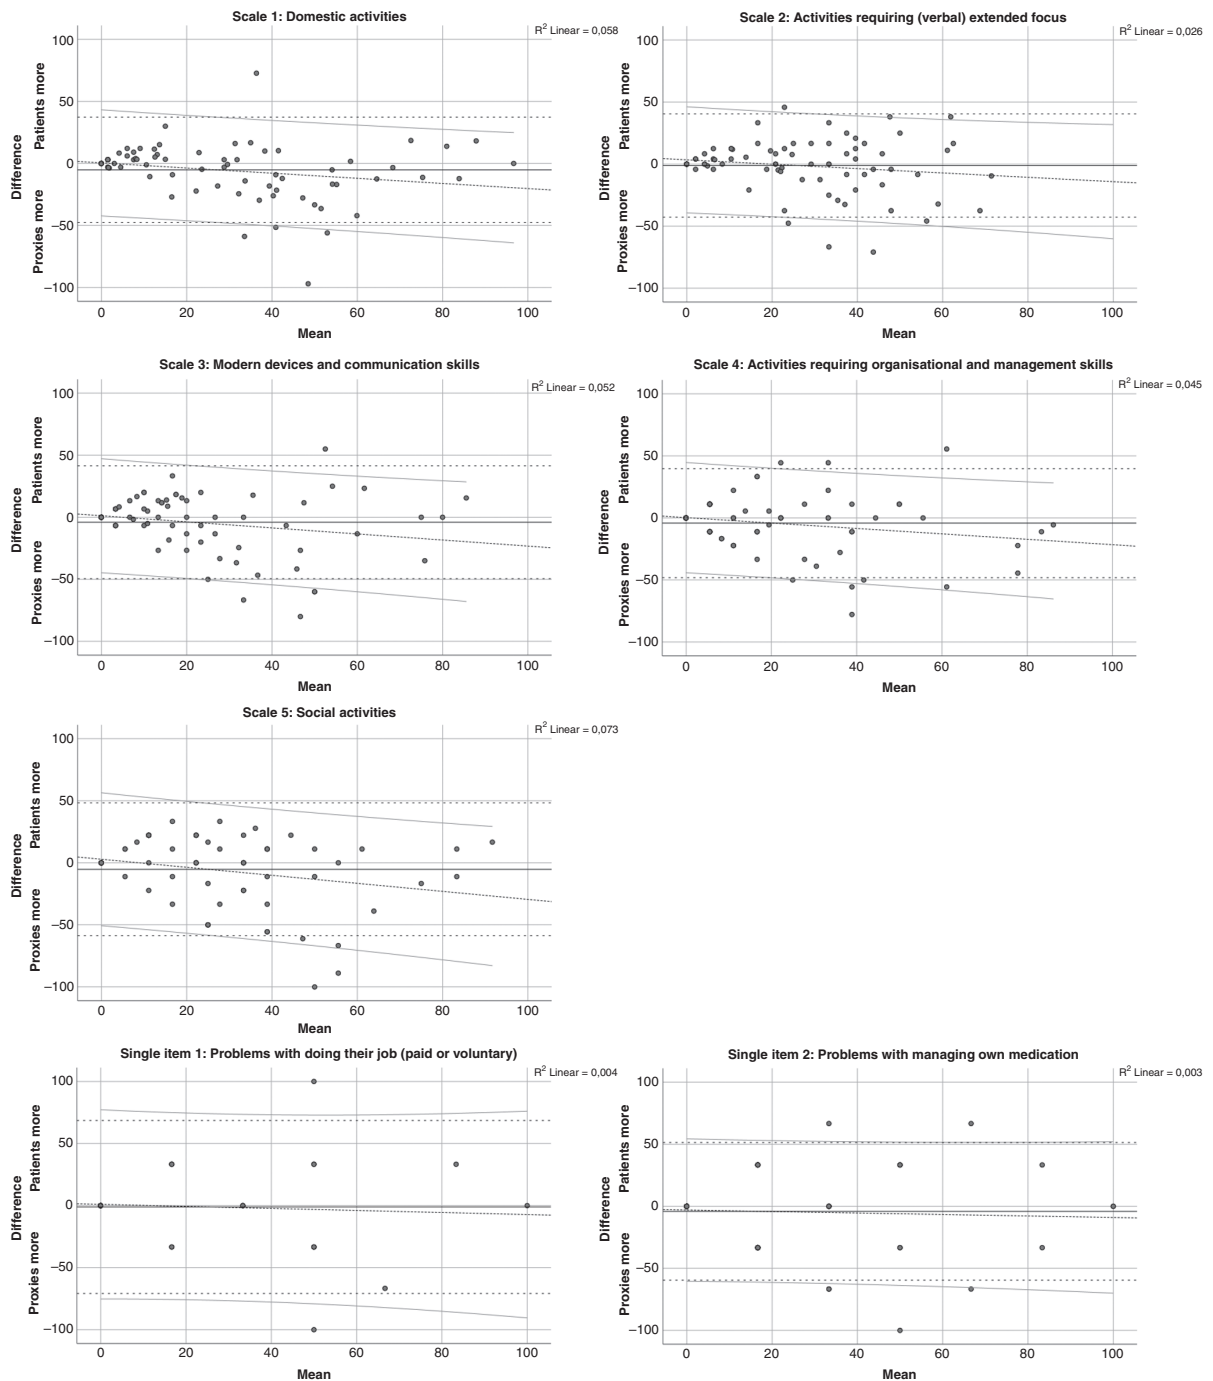 Scale 1: Domestic activities
R² Linear = 0,058
100
50
0
−50
−100
Difference
Patients more
Proxies more
0 20 40 60 80 100
Mean
Scale 2: Activities requiring (verbal) extended focus
R² Linear = 0,026
100
50
0
−50
−100
Difference
Patients more
Proxies more
0 20 40 60 80 100
Mean
Scale 3: Modern devices and communication skills
R² Linear = 0,052
100
50
0
−50
−100
Difference
Patients more
Proxies more
0 20 40 60 80 100
Mean
Scale 4: Activities requiring organisational and management skills
R² Linear = 0,045
100
50
0
−50
−100
Difference
Patients more
Proxies more
0 20 40 60 80 100
Mean
Scale 5: Social activities
R² Linear = 0,073
100
50
0
−50
−100
Difference
Patients more
Proxies more
0 20 40 60 80 100
Mean
Single item 1: Problems with doing their job (paid or voluntary)
R² Linear = 0,004
100
50
0
−50
−100
Difference
Patients more
Proxies more
0 20 40 60 80 100
Mean
Single item 2: Problems with managing own medication
R² Linear = 0,003
100
50
0
−50
−100
Difference
Patients more
Proxies more
0 20 40 60 80 100
Mean